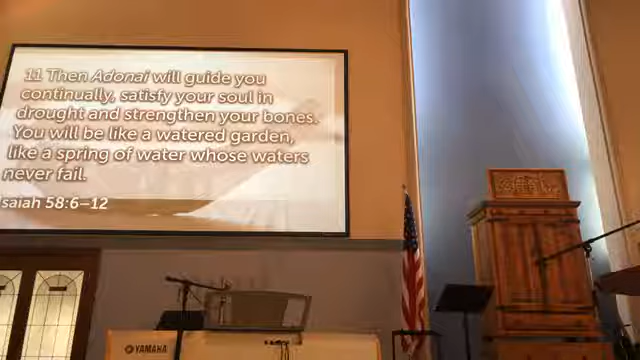 11 Then Adonai will guide you
continually, satisfy your soul in
drought and strengthen your bones.
You will be like a watered garden,
like a spring of water whose waters
never fail.
saiah 58:6–12
YAMAHA